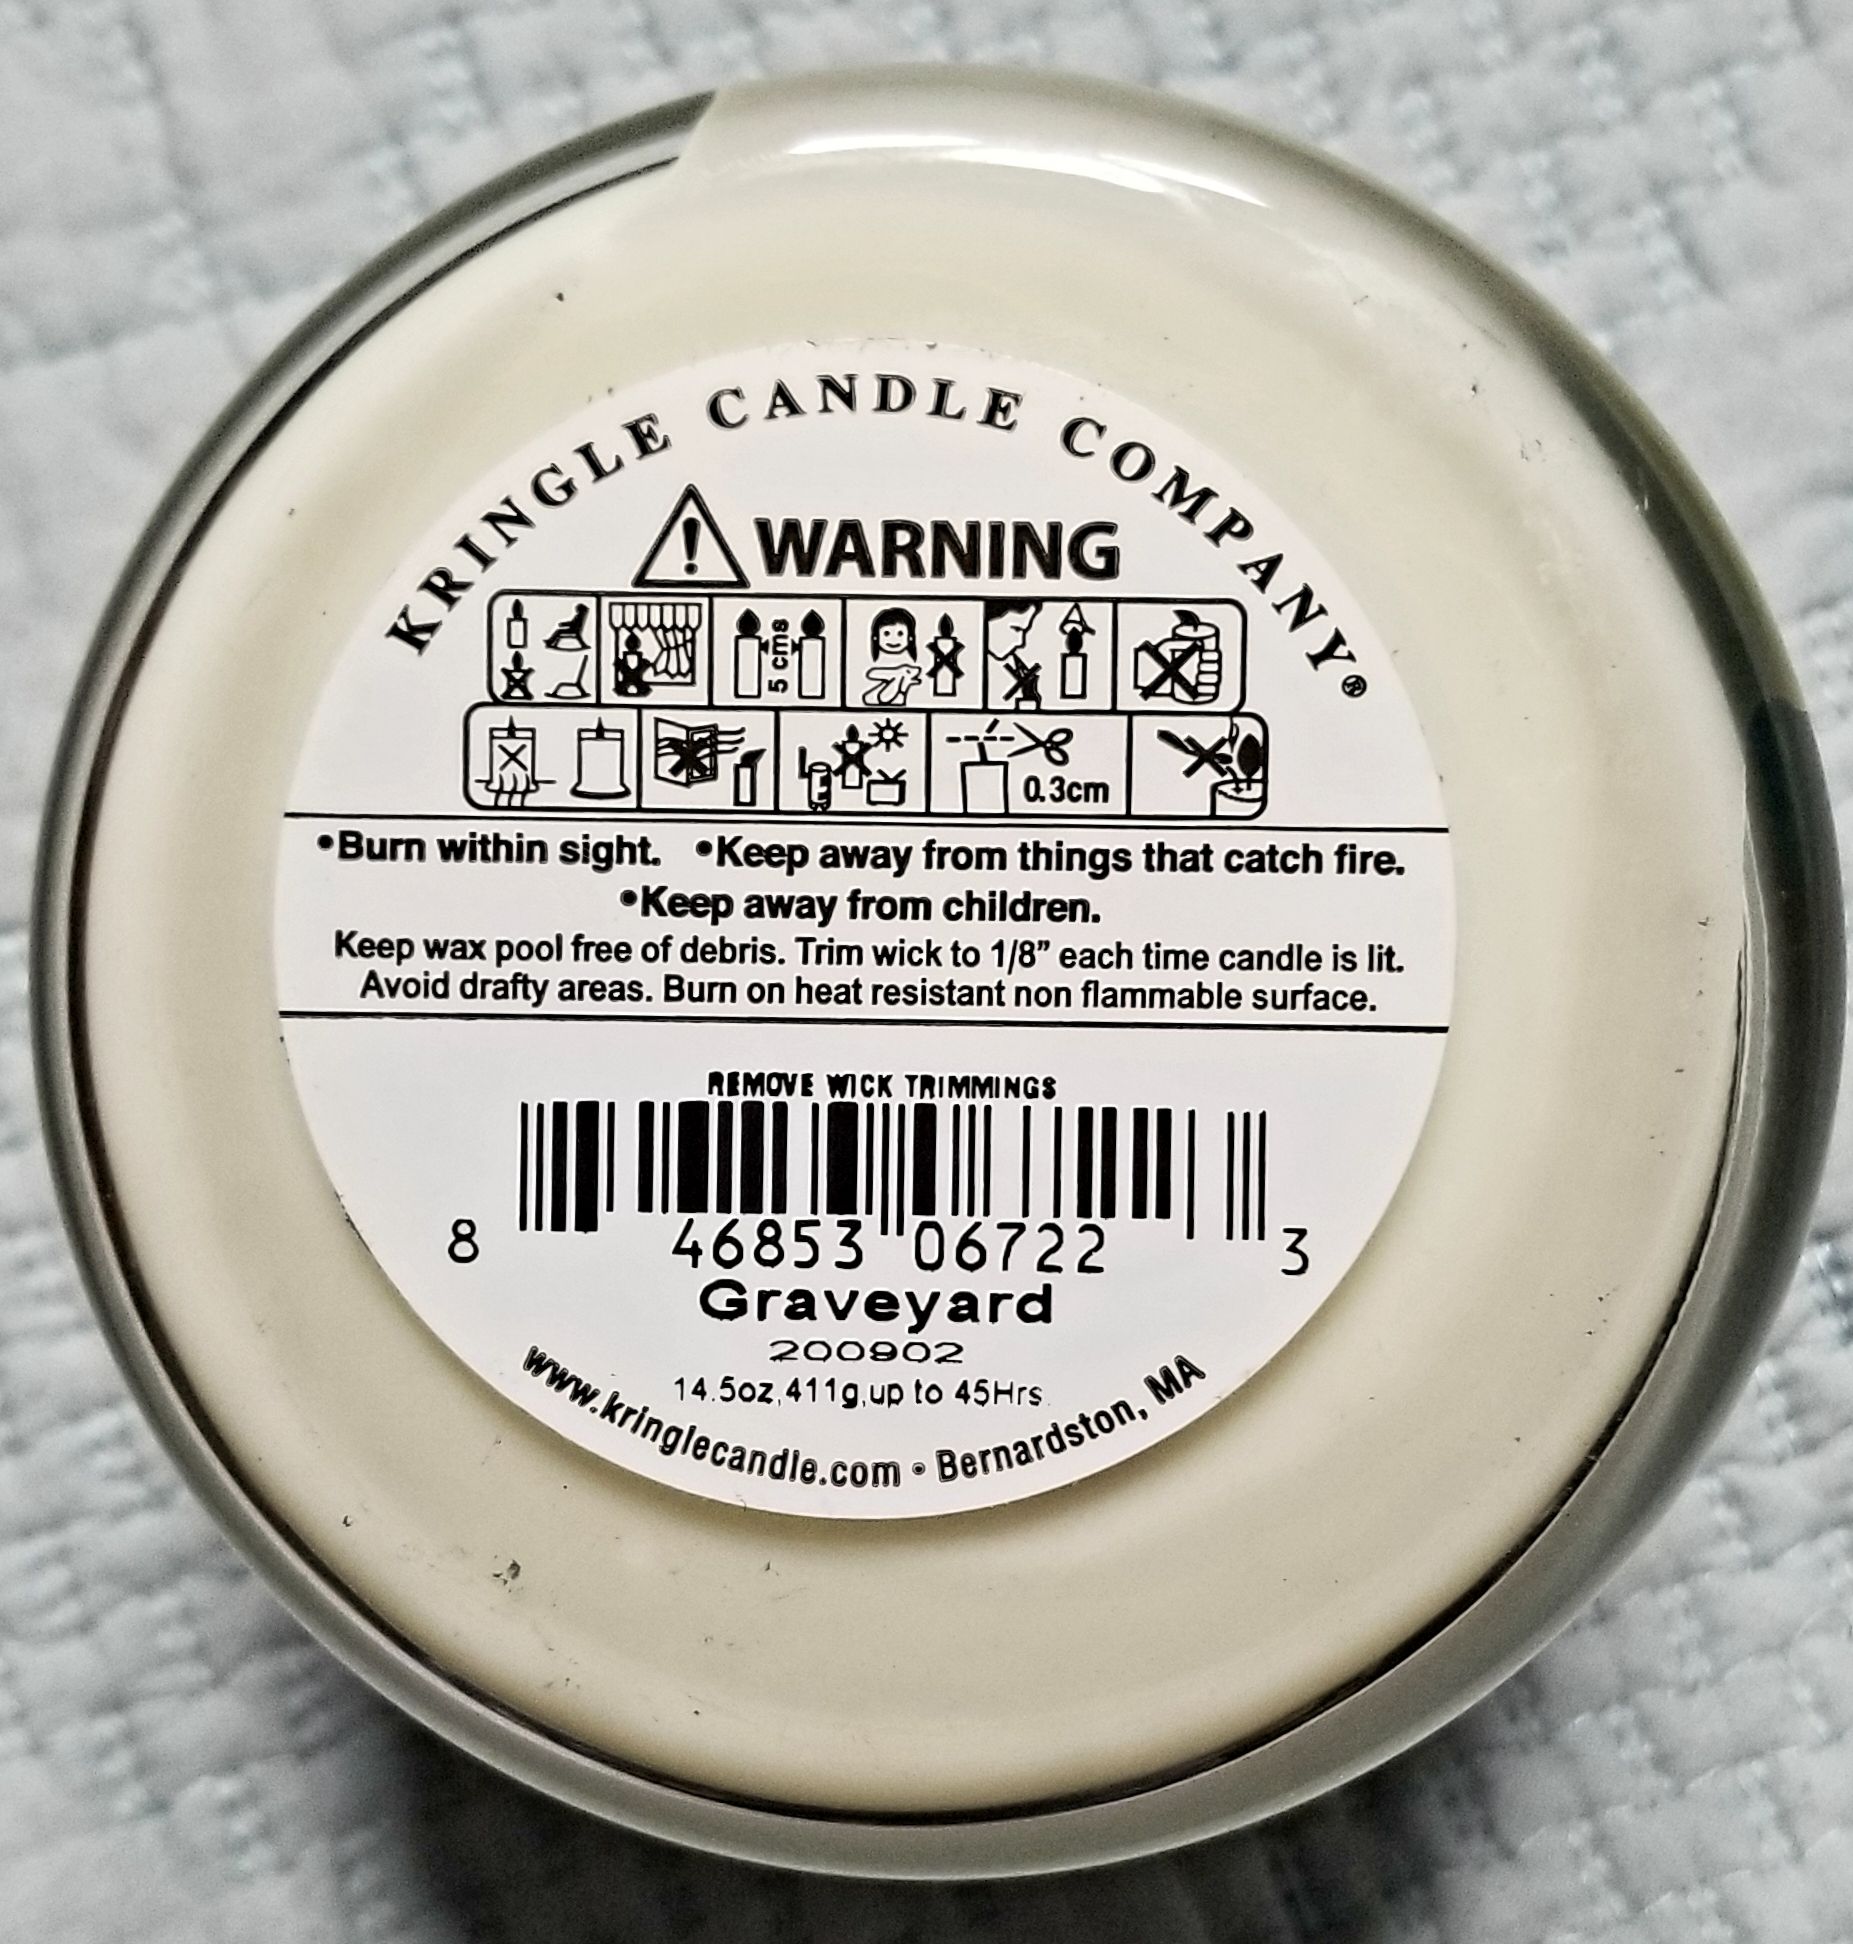 KRINGLE CANDLE COMPANY®
! WARNING
5 cms
0.3cm
•Burn within sight. •Keep away from things that catch fire.
•Keep away from children.
Keep wax pool free of debris. Trim wick to 1/8” each time candle is lit.
Avoid drafty areas. Burn on heat resistant non flammable surface.
REMOVE WICK TRIMMINGS
8 46853 06722 3
Graveyard
200902
14.5oz,411g,up to 45Hrs.
www.kringlecandle.com • Bernardston, MA